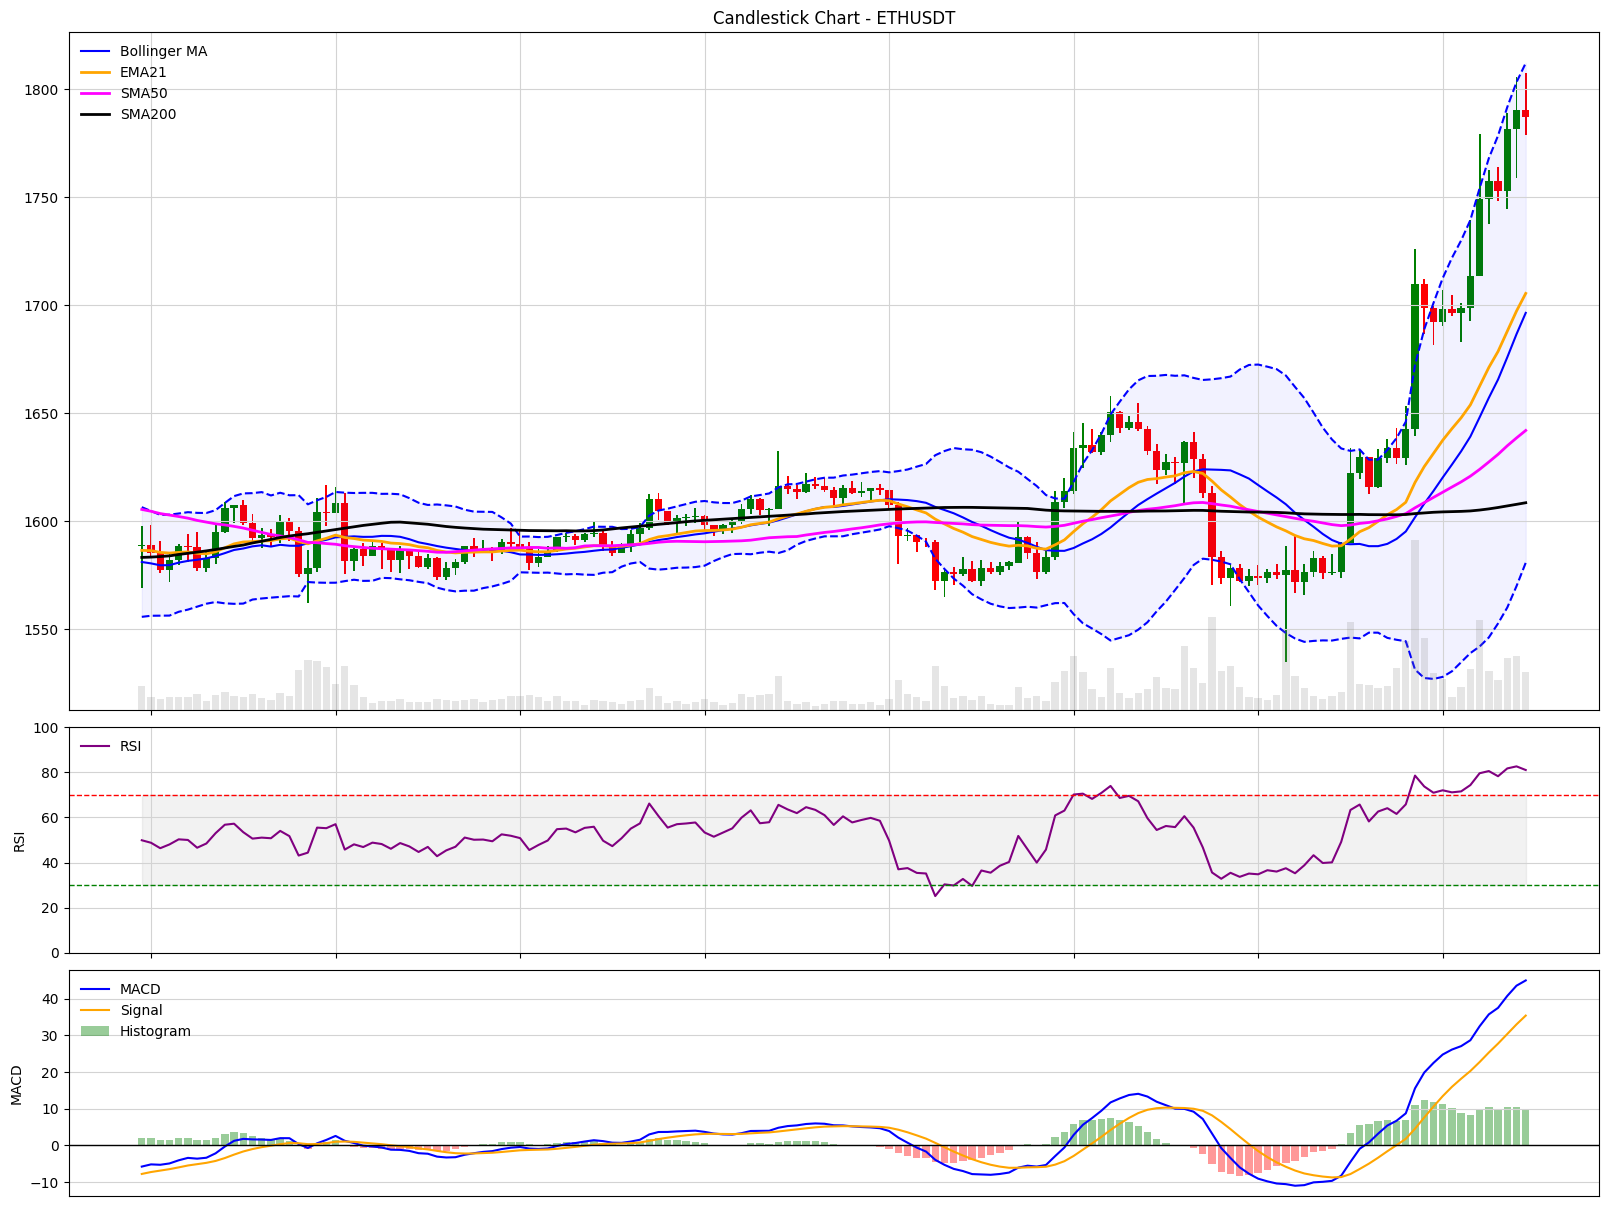 Candlestick Chart - ETHUSDT
Bollinger MA
EMA21
SMA50
SMA200
1800
1750
1700
1650
1600
1550
RSI
100
80
60
40
20
0
RSI
MACD
Signal
Histogram
40
30
20
10
0
−10
MACD